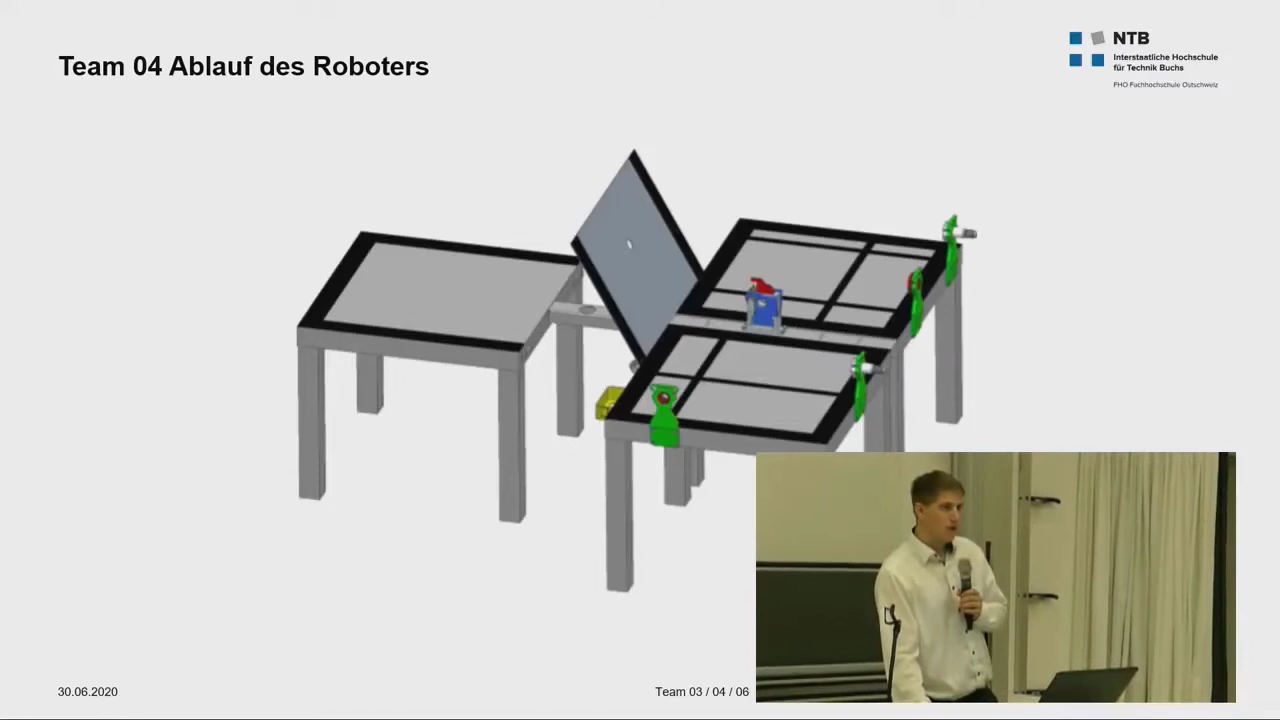 Team 04 Ablauf des Roboters
NTB
Interstaatliche Hochschule
für Technik Buchs
FHO Fachhochschule Ostschweiz
30.06.2020
Team 03 / 04 / 06